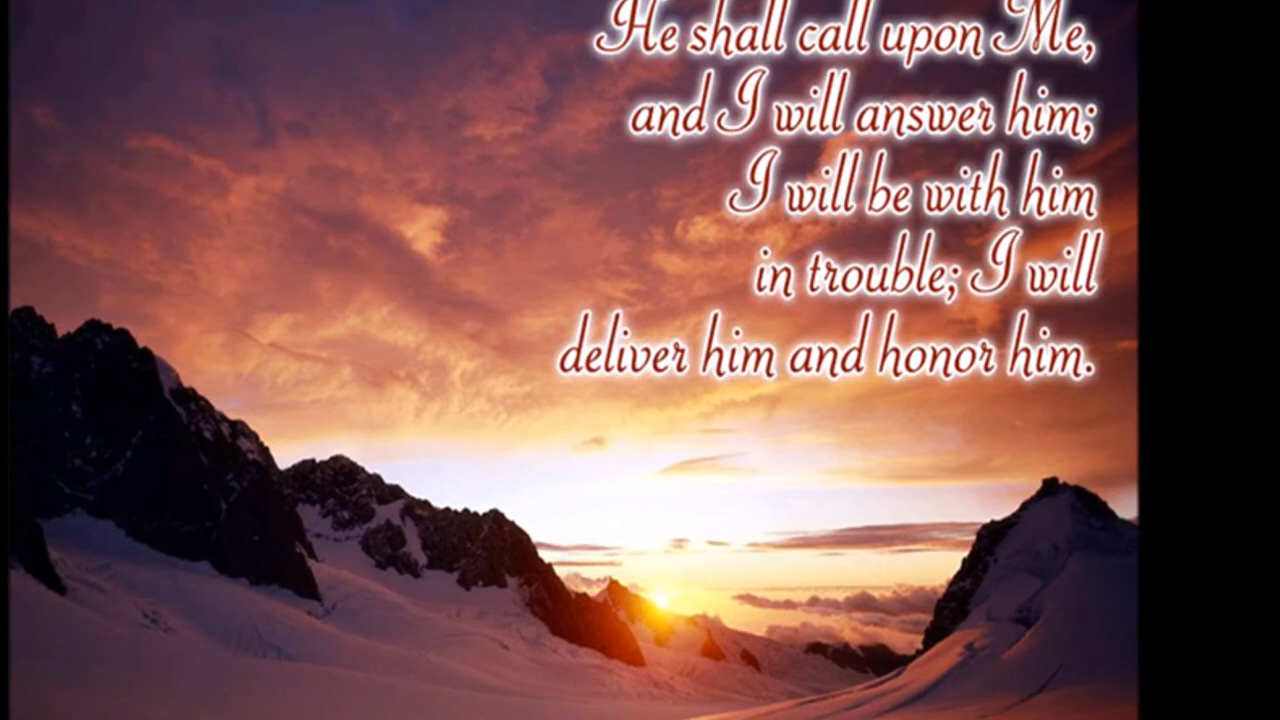 He shall call upon Me,
and I will answer him;
I will be with him
in trouble; I will
deliver him and honor him.